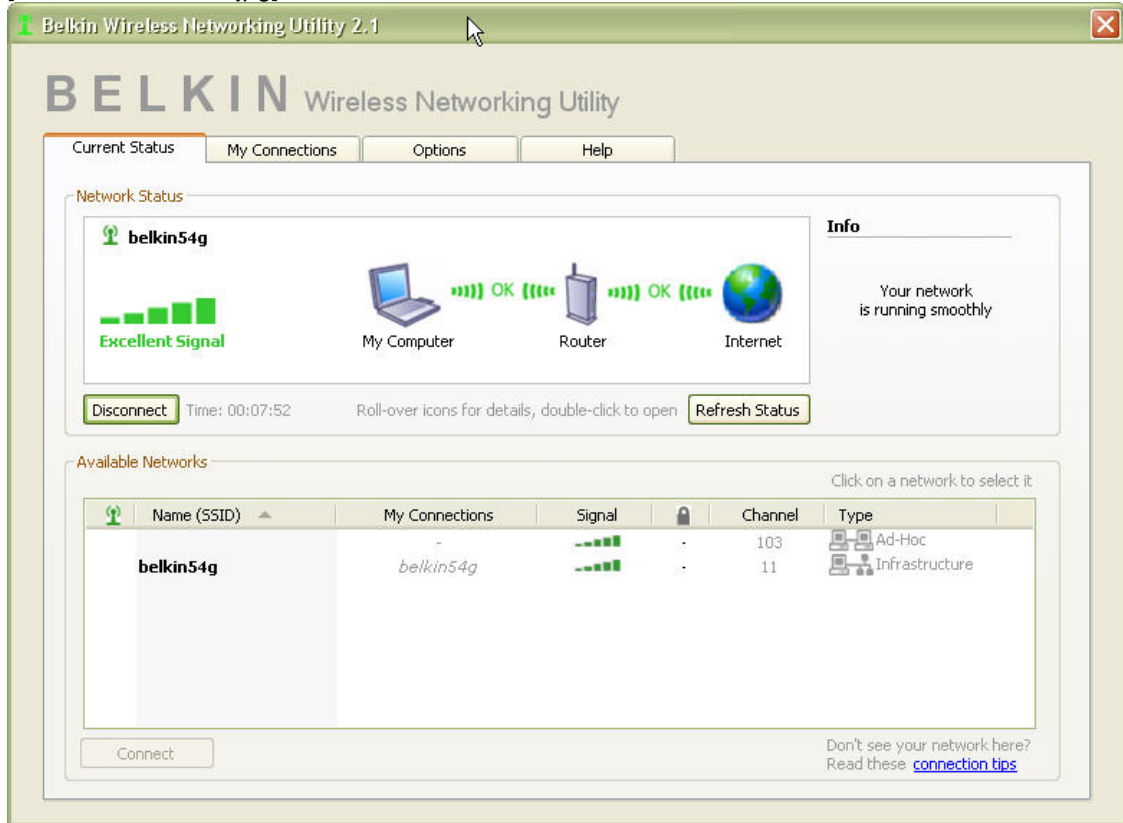 Belkin Wireless Networking Utility 2.1
BELKIN Wireless Networking Utility
Current Status My Connections Options Help
Network Status
belkin54g
Info
OK OK
Your network
is running smoothly
Excellent Signal My Computer Router Internet
Disconnect Time: 00:07:52 Roll-over icons for details, double-click to open Refresh Status
Available Networks
Click on a network to select it
Name (SSID) My Connections Signal Channel Type
- - 103 Ad-Hoc
belkin54g belkin54g - 11 Infrastructure
Connect
Don't see your network here?
Read these connection tips